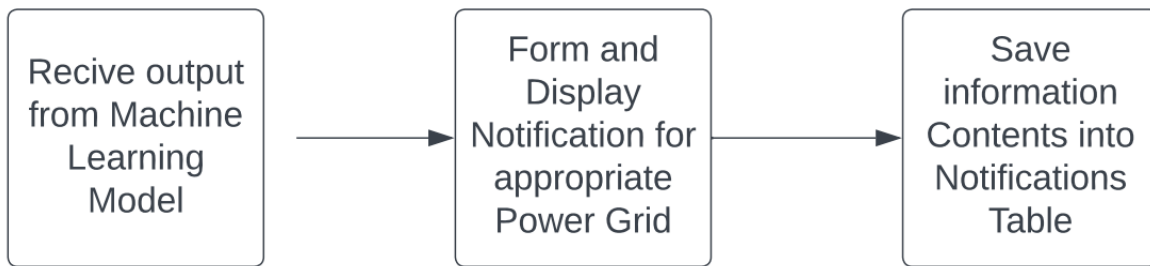 Recive output
from Machine
Learning
Model
Form and
Display
Notification for
appropriate
Power Grid
Save
information
Contents into
Notifications
Table